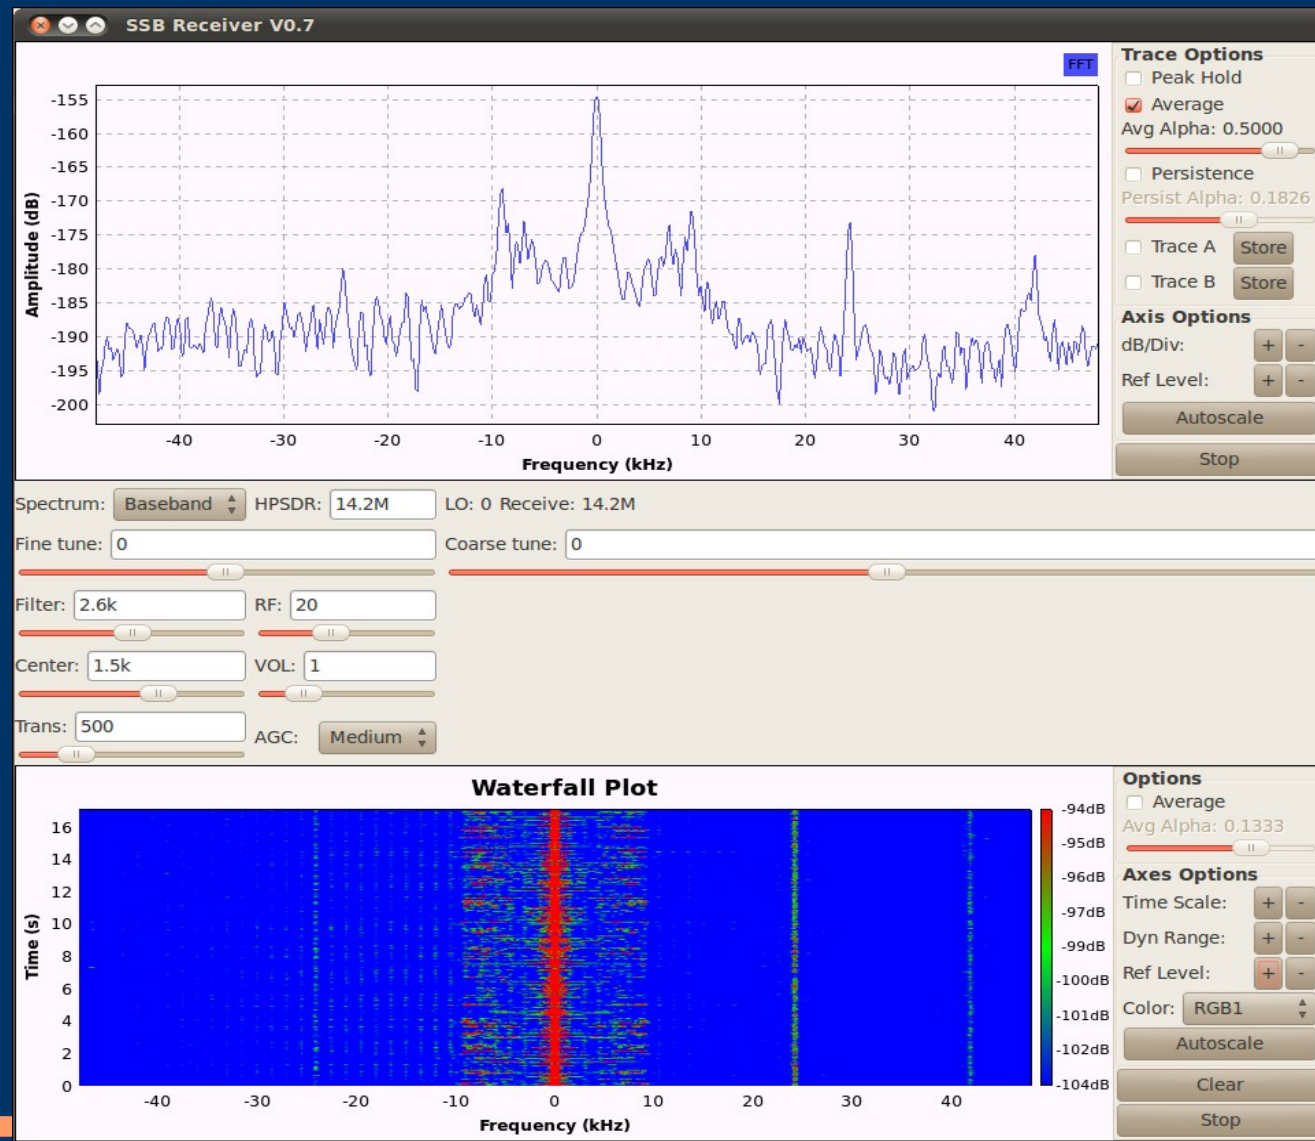 SSB Receiver V0.7
FFT
-155
-160
-165
-170
-175
-180
-185
-190
-195
-200
Amplitude (dB)
-40 -30 -20 -10 0 10 20 30 40
Frequency (kHz)
Trace Options
Peak Hold
Average
Avg Alpha: 0.5000
Persistence
Persist Alpha: 0.1826
Trace A Store
Trace B Store
Axis Options
dB/Div: + -
Ref Level: + -
Autoscale
Stop
Spectrum: Baseband HPSDR: 14.2M LO: 0 Receive: 14.2M
Fine tune: 0 Coarse tune: 0
Filter: 2.6k RF: 20
Center: 1.5k VOL: 1
Trans: 500 AGC: Medium
Waterfall Plot
16
14
12
10
8
6
4
2
0
Time (s)
-40 -30 -20 -10 0 10 20 30 40
Frequency (kHz)
-94dB
-95dB
-96dB
-97dB
-99dB
-100dB
-101dB
-102dB
-104dB
Options
Average
Avg Alpha: 0.1333
Axes Options
Time Scale: + -
Dyn Range: + -
Ref Level: + -
Color: RGB1
Autoscale
Clear
Stop